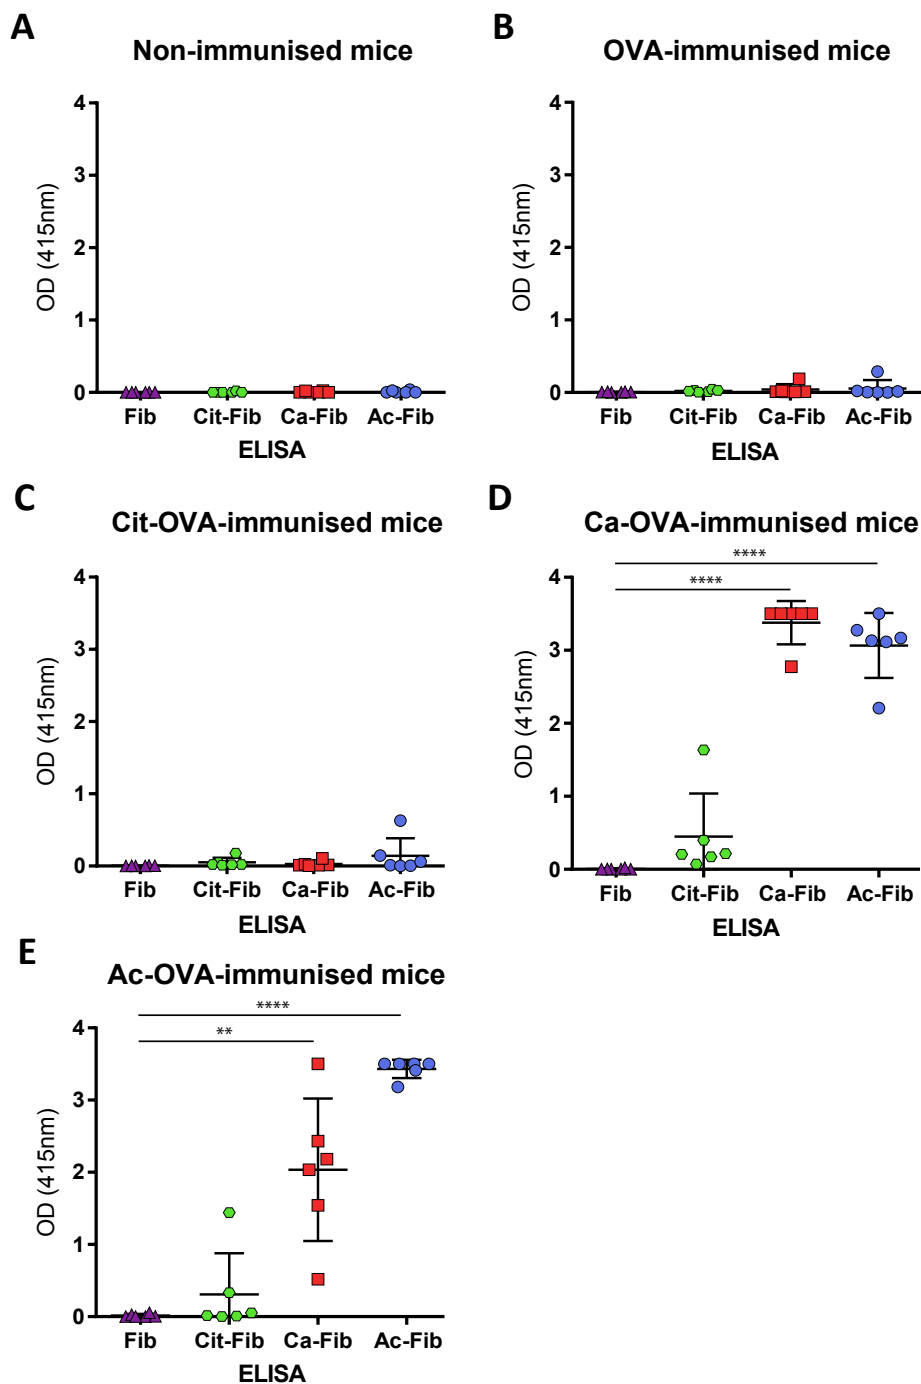 A
Non-immunised mice
OD (415nm)
4
3
2
1
0
Fib Cit-Fib Ca-Fib Ac-Fib
ELISA
B
OVA-immunised mice
OD (415nm)
4
3
2
1
0
Fib Cit-Fib Ca-Fib Ac-Fib
ELISA
C
Cit-OVA-immunised mice
OD (415nm)
4
3
2
1
0
Fib Cit-Fib Ca-Fib Ac-Fib
ELISA
D
Ca-OVA-immunised mice
****
****
OD (415nm)
4
3
2
1
0
Fib Cit-Fib Ca-Fib Ac-Fib
ELISA
E
Ac-OVA-immunised mice
****
**
OD (415nm)
4
3
2
1
0
Fib Cit-Fib Ca-Fib Ac-Fib
ELISA